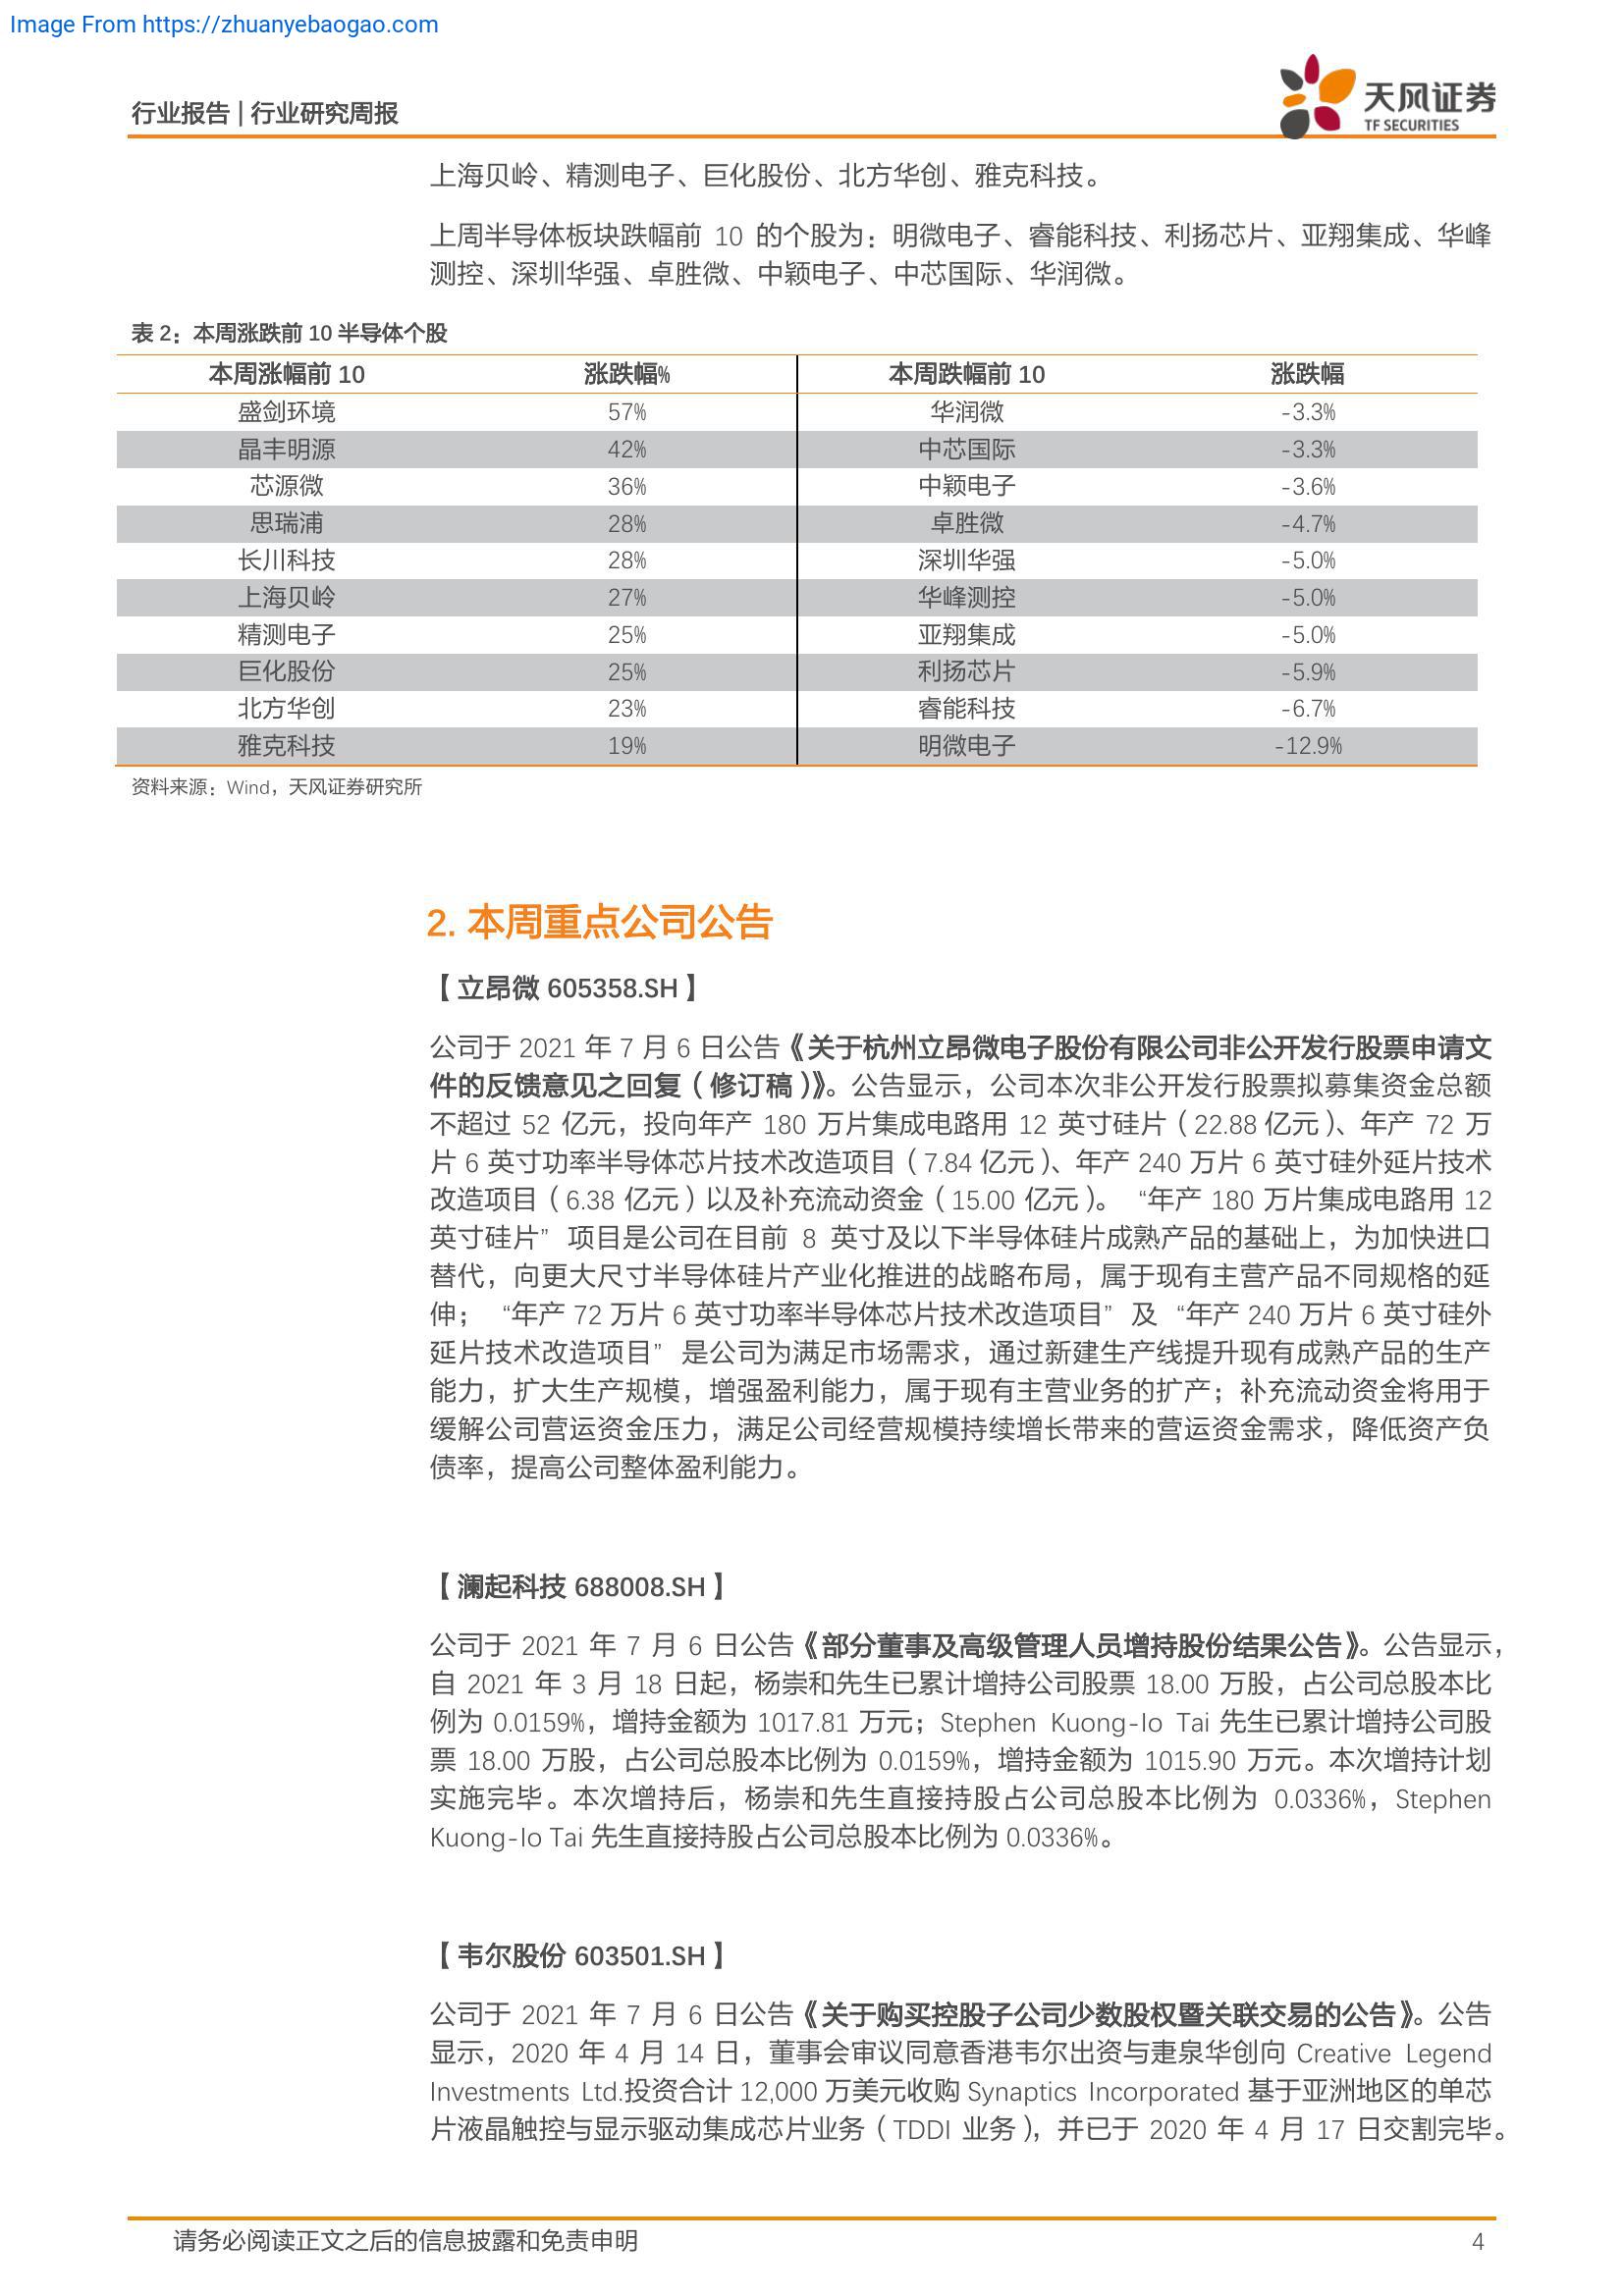 Image From https://zhuanyebaogao.com
行业报告 | 行业研究周报
天风证券
TF SECURITIES
上海贝岭、精测电子、巨化股份、北方华创、雅克科技。
上周半导体板块跌幅前 10 的个股为：明微电子、睿能科技、利扬芯片、亚翔集成、华峰
测控、深圳华强、卓胜微、中颖电子、中芯国际、华润微。
表 2：本周涨跌前 10 半导体个股
本周涨幅前 10 涨跌幅% 本周跌幅前 10 涨跌幅
盛剑环境 57% 华润微 -3.3%
晶丰明源 42% 中芯国际 -3.3%
芯源微 36% 中颖电子 -3.6%
思瑞浦 28% 卓胜微 -4.7%
长川科技 28% 深圳华强 -5.0%
上海贝岭 27% 华峰测控 -5.0%
精测电子 25% 亚翔集成 -5.0%
巨化股份 25% 利扬芯片 -5.9%
北方华创 23% 睿能科技 -6.7%
雅克科技 19% 明微电子 -12.9%
资料来源：Wind，天风证券研究所
2. 本周重点公司公告
【立昂微 605358.SH】
公司于 2021 年 7 月 6 日公告《关于杭州立昂微电子股份有限公司非公开发行股票申请文
件的反馈意见之回复（修订稿）》。公告显示，公司本次非公开发行股票拟募集资金总额
不超过 52 亿元，投向年产 180 万片集成电路用 12 英寸硅片（22.88 亿元）、年产 72 万
片 6 英寸功率半导体芯片技术改造项目（7.84 亿元）、年产 240 万片 6 英寸硅外延片技术
改造项目（6.38 亿元）以及补充流动资金（15.00 亿元）。 “年产 180 万片集成电路用 12
英寸硅片” 项目是公司在目前 8 英寸及以下半导体硅片成熟产品的基础上，为加快进口
替代，向更大尺寸半导体硅片产业化推进的战略布局，属于现有主营产品不同规格的延
伸； “年产 72 万片 6 英寸功率半导体芯片技术改造项目” 及 “年产 240 万片 6 英寸硅外
延片技术改造项目” 是公司为满足市场需求，通过新建生产线提升现有成熟产品的生产
能力，扩大生产规模，增强盈利能力，属于现有主营业务的扩产；补充流动资金将用于
缓解公司营运资金压力，满足公司经营规模持续增长带来的营运资金需求，降低资产负
债率，提高公司整体盈利能力。
【澜起科技 688008.SH】
公司于 2021 年 7 月 6 日公告《部分董事及高级管理人员增持股份结果公告》。公告显示，
自 2021 年 3 月 18 日起，杨崇和先生已累计增持公司股票 18.00 万股，占公司总股本比
例为 0.0159%，增持金额为 1017.81 万元；Stephen Kuong-Io Tai 先生已累计增持公司股
票 18.00 万股，占公司总股本比例为 0.0159%，增持金额为 1015.90 万元。本次增持计划
实施完毕。本次增持后，杨崇和先生直接持股占公司总股本比例为 0.0336%，Stephen
Kuong-Io Tai 先生直接持股占公司总股本比例为 0.0336%。
【韦尔股份 603501.SH】
公司于 2021 年 7 月 6 日公告《关于购买控股子公司少数股权暨关联交易的公告》。公告
显示，2020 年 4 月 14 日，董事会审议同意香港韦尔出资与疌泉华创向 Creative Legend
Investments Ltd.投资合计 12,000 万美元收购 Synaptics Incorporated 基于亚洲地区的单芯
片液晶触控与显示驱动集成芯片业务（TDDI 业务），并已于 2020 年 4 月 17 日交割完毕。
请务必阅读正文之后的信息披露和免责申明
4